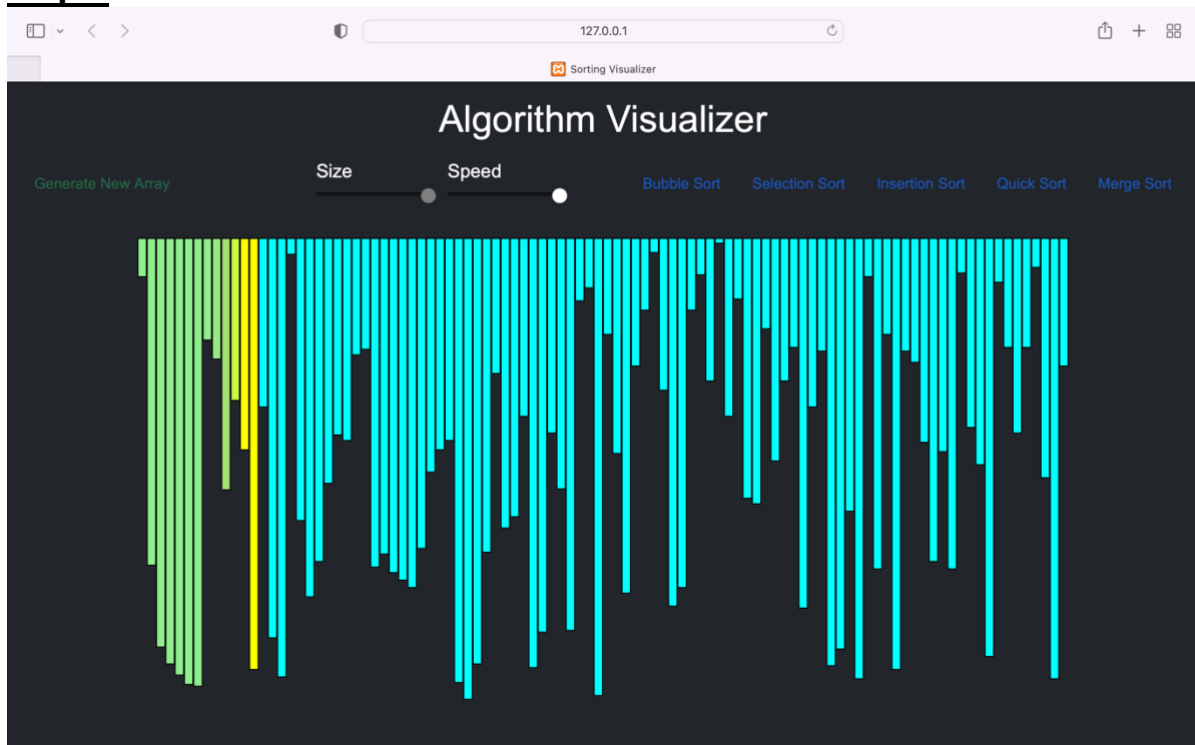 127.0.0.1
Sorting Visualizer
Algorithm Visualizer
Generate New Array
Size
Speed
Bubble Sort
Selection Sort
Insertion Sort
Quick Sort
Merge Sort